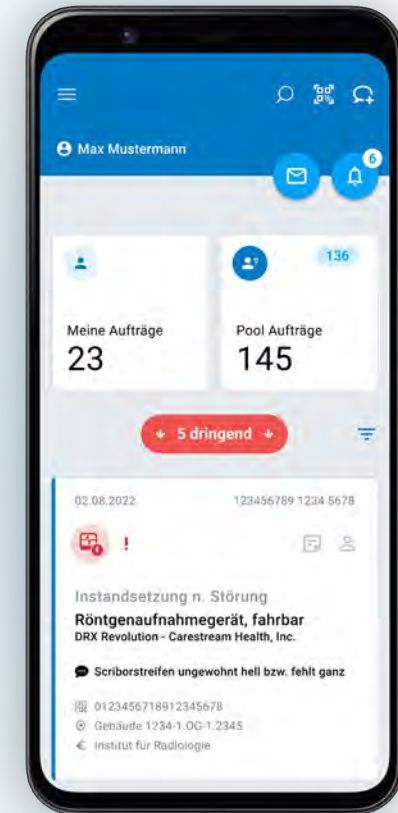 Max Mustermann
6
136
Meine Aufträge
23
Pool Aufträge
145
5 dringend
02.08.2022
123456789 1234 5678
Instandsetzung n. Störung
Röntgenaufnahmegerät, fahrbar
DRX Revolution - Carestream Health, Inc.
Scriborstreifen ungewohnt hell bzw. fehlt ganz
0123456718912345678
Gebäude 1234-1.OG-1.2345
€ Institut für Radiologie